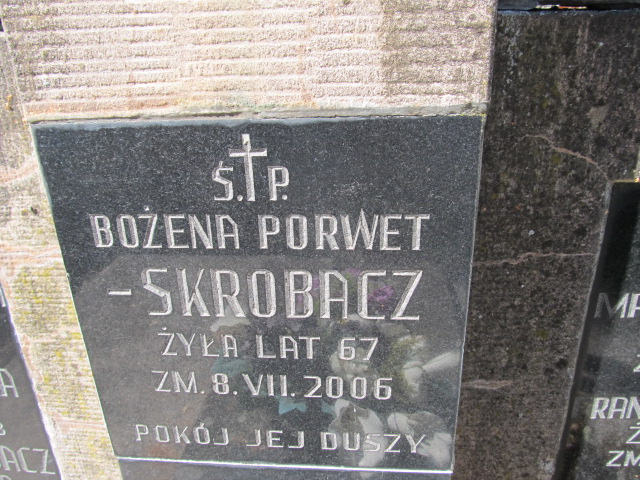 Ś.P.
BOŻENA PORWET
-SKROBACZ
ŻYŁA LAT 67
ZM. 8. VII. 2006
POKÓJ JEJ DUSZY